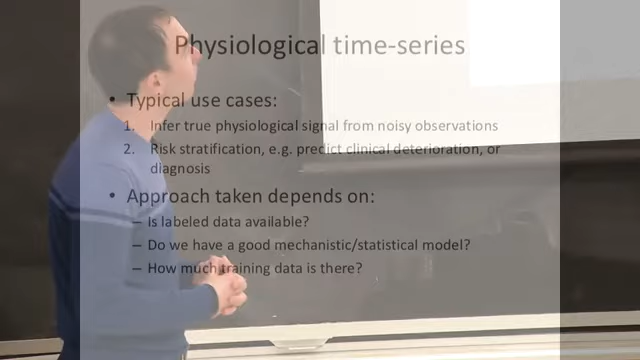 Physiological time-series
• Typical use cases:
1. Infer true physiological signal from noisy observations
2. Risk stratification, e.g. predict clinical deterioration, or
diagnosis
• Approach taken depends on:
– Is labeled data available?
– Do we have a good mechanistic/statistical model?
– How much training data is there?